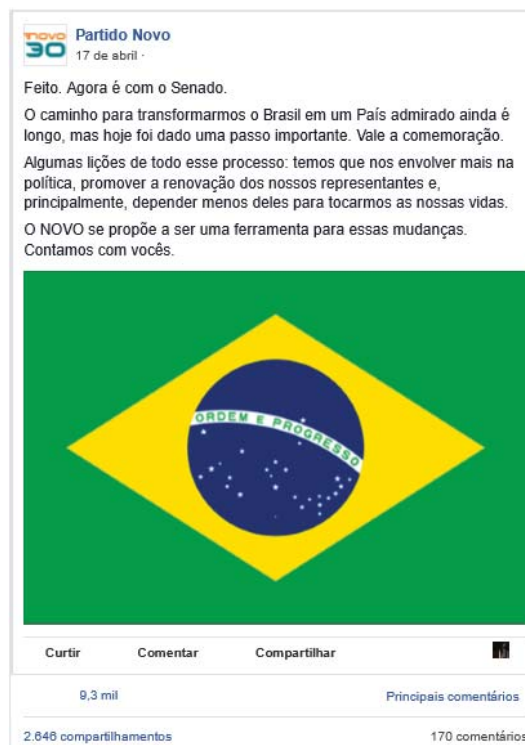 NOVO
30
Partido Novo
17 de abril ·
Feito. Agora é com o Senado.
O caminho para transformarmos o Brasil em um País admirado ainda é
longo, mas hoje foi dado uma passo importante. Vale a comemoração.
Algumas lições de todo esse processo: temos que nos envolver mais na
política, promover a renovação dos nossos representantes e,
principalmente, depender menos deles para tocarmos as nossas vidas.
O NOVO se propõe a ser uma ferramenta para essas mudanças.
Contamos com vocês.
ORDEM E PROGRESSO
Curtir Comentar Compartilhar
9,3 mil Principais comentários
2.646 compartilhamentos 170 comentários